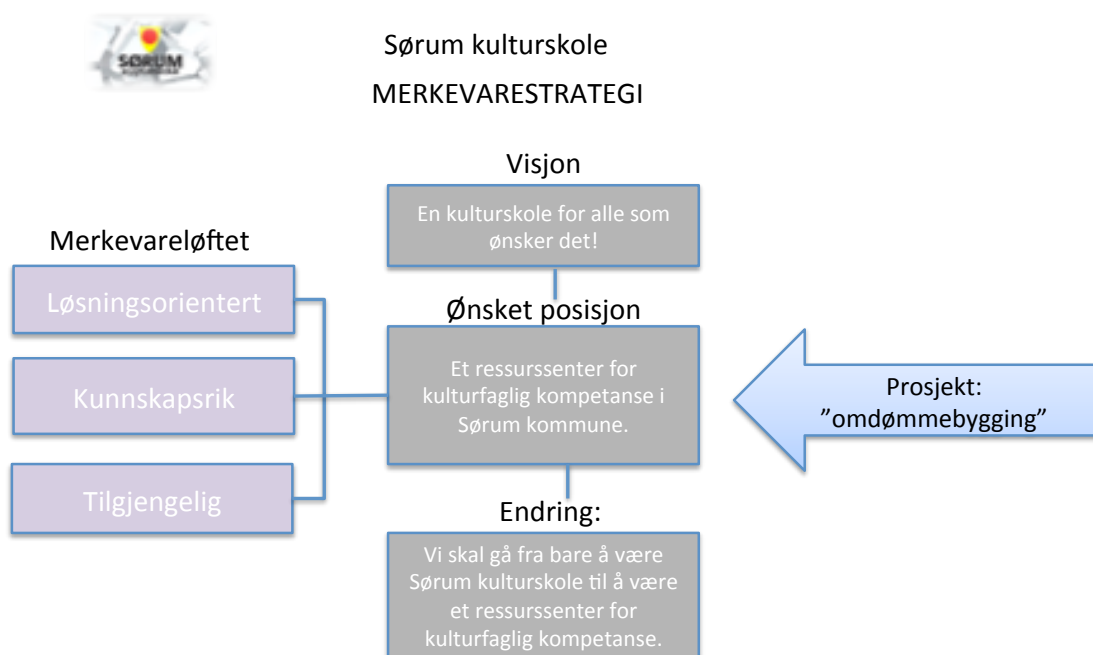 SØRUM
Sørum kulturskole
MERKEVARESTRATEGI
Visjon
En kulturskole for alle som
ønsker det!
Merkevareløftet
Løsningsorientert
Kunnskapsrik
Tilgjengelig
Ønsket posisjon
Et ressurssenter for
kulturfaglig kompetanse i
Sørum kommune.
Prosjekt:
”omdømmebygging”
Endring:
Vi skal gå fra bare å være
Sørum kulturskole til å være
et ressurssenter for
kulturfaglig kompetanse.